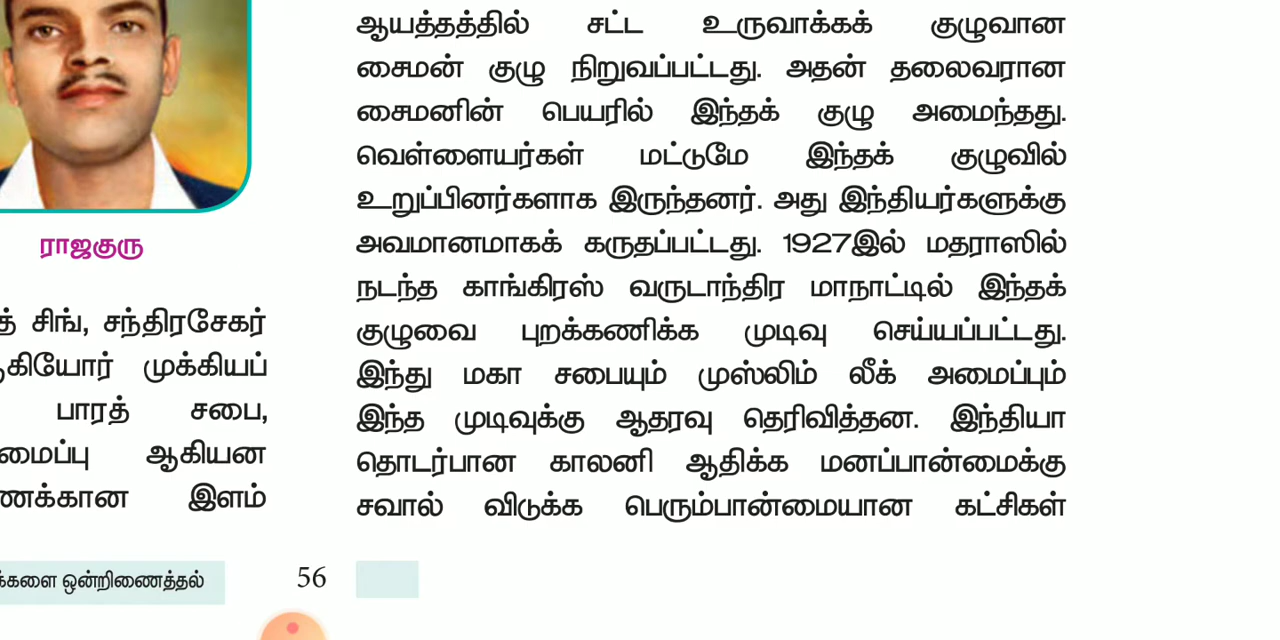 ராஜகுரு
சிங், சந்திரசேகர்
முக்கியப்
பாரத் சபை,
ஆகியன
இளம்
ஒன்றிணைத்தல்
56
ஆயத்தத்தில் சட்ட உருவாக்கக் குழுவான
சைமன் குழு நிறுவப்பட்டது. அதன் தலைவரான
சைமனின் பெயரில் இந்தக் குழு அமைந்தது.
வெள்ளையர்கள் மட்டுமே இந்தக் குழுவில்
உறுப்பினர்களாக இருந்தனர். அது இந்தியர்களுக்கு
அவமானமாகக் கருதப்பட்டது. 1927இல் மதராஸில்
நடந்த காங்கிரஸ் வருடாந்திர மாநாட்டில் இந்தக்
குழுவை புறக்கணிக்க முடிவு செய்யப்பட்டது.
இந்து மகா சபையும் முஸ்லிம் லீக் அமைப்பும்
இந்த முடிவுக்கு ஆதரவு தெரிவித்தன. இந்தியா
தொடர்பான காலனி ஆதிக்க மனப்பான்மைக்கு
சவால் விடுக்க பெரும்பான்மையான கட்சிகள்